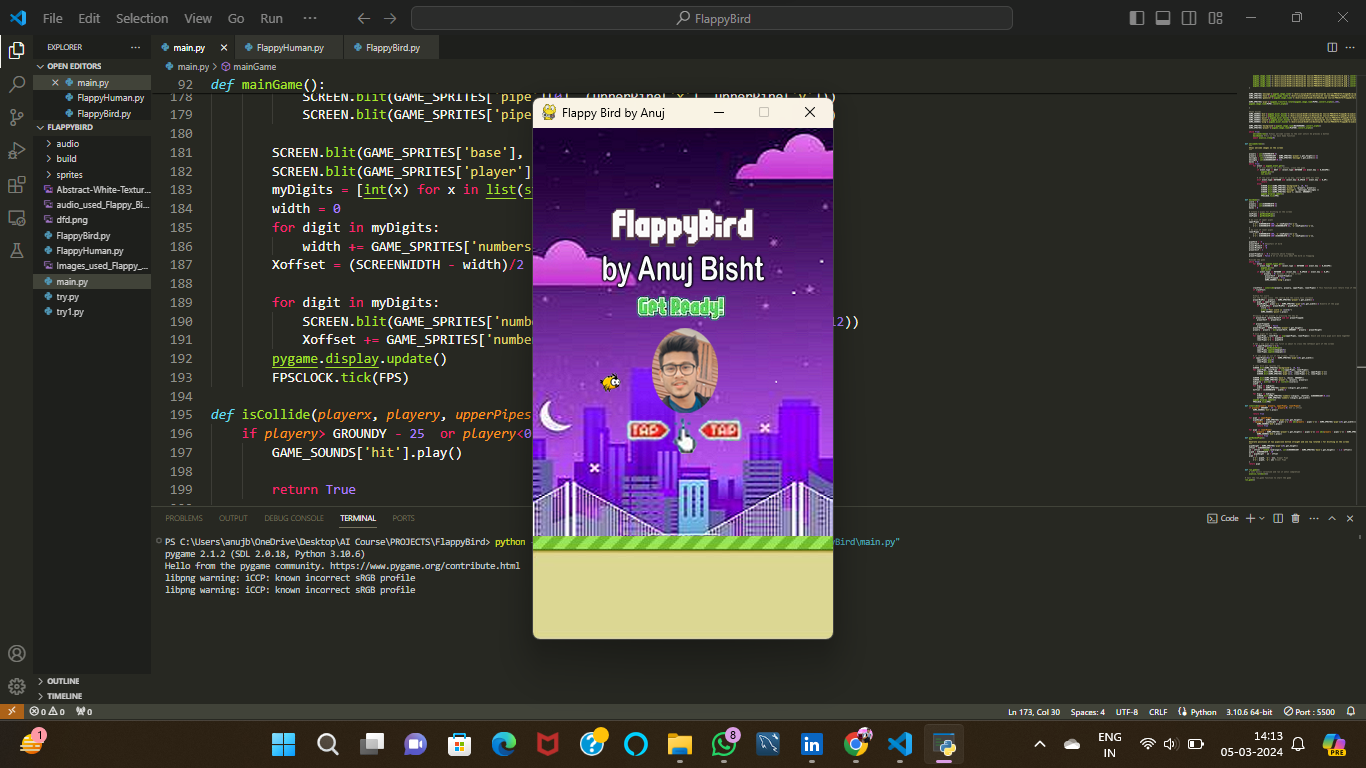 File Edit Selection View Go Run ···
FlappyBird
EXPLORER
OPEN EDITORS
main.py
FlappyHuman.py
FlappyBird.py
FLAPPYBIRD
audio
build
sprites
Abstract-White-Textur...
audio_used_Flappy_Bi...
dfd.png
FlappyBird.py
FlappyHuman.py
Images_used_Flappy_...
main.py
try.py
try1.py
OUTLINE
TIMELINE
main.py FlappyHuman.py FlappyBird.py
main.py > mainGame
92 def mainGame():
178 SCREEN.blit(GAME_SPRITES['pipe'][0], (upperPipe['x'], upperPipe['y']))
179 SCREEN.blit(GAME_SPRITES['pipe
180
181 SCREEN.blit(GAME_SPRITES['base'],
182 SCREEN.blit(GAME_SPRITES['player']
183 myDigits = [int(x) for x in list(s
184 width = 0
185 for digit in myDigits:
186 width += GAME_SPRITES['numbers
187 Xoffset = (SCREENWIDTH - width)/2
188
189 for digit in myDigits:
190 SCREEN.blit(GAME_SPRITES['numb 12))
191 Xoffset += GAME_SPRITES['numbe
192 pygame.display.update()
193 FPSCLOCK.tick(FPS)
194
195 def isCollide(playerx, playery, upperPipes
196 if playery> GROUNDY - 25 or playery<0
197 GAME_SOUNDS['hit'].play()
198
199 return True
Flappy Bird by Anuj
FlappyBird
by Anuj Bisht
Get Ready!
TAP TAP
PROBLEMS OUTPUT DEBUG CONSOLE TERMINAL PORTS
Code
PS C:\Users\anujb\OneDrive\Desktop\AI Course\PROJECTS\FlappyBird> python - yBird\main.py"
pygame 2.1.2 (SDL 2.0.18, Python 3.10.6)
Hello from the pygame community. https://www.pygame.org/contribute.html
libpng warning: iCCP: known incorrect sRGB profile
libpng warning: iCCP: known incorrect sRGB profile
0 0 0
Ln 173, Col 30 Spaces: 4 UTF-8 CRLF Python 3.10.6 64-bit Port : 5500
1
8
ENG
IN
14:13
05-03-2024
PRE